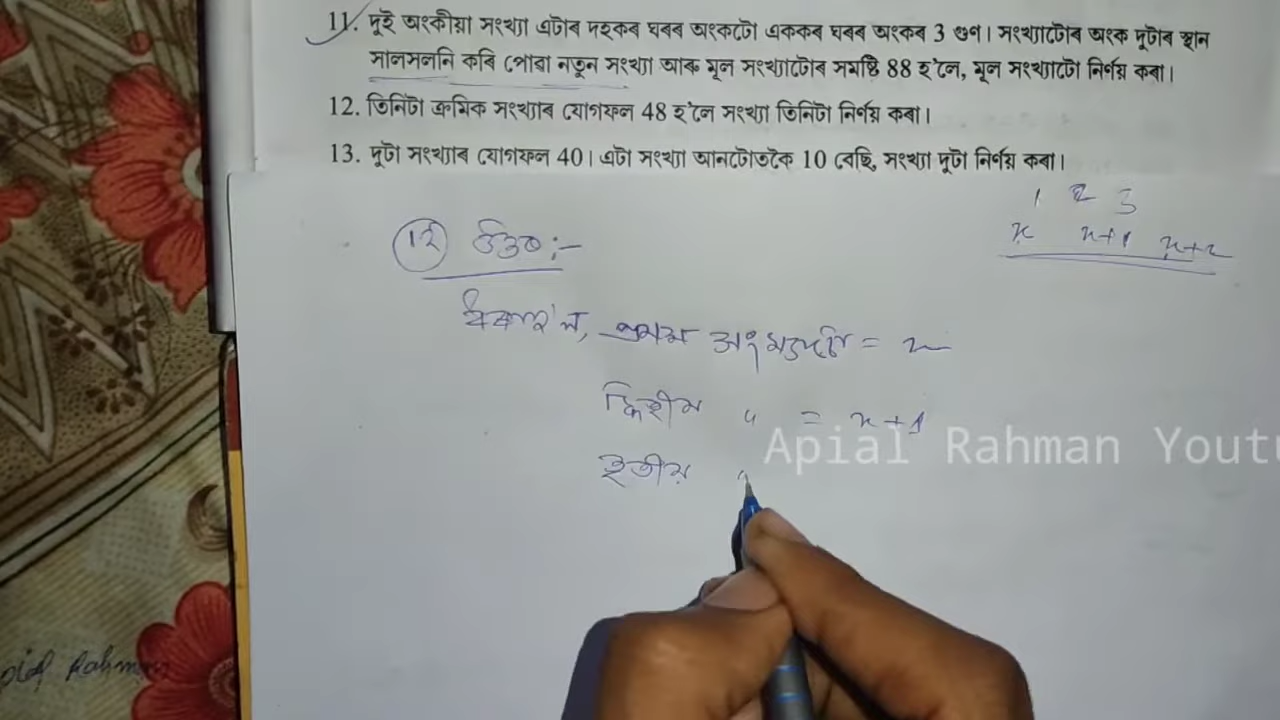 11. দুই অংকীয়া সংখ্যা এটাৰ দহকৰ ঘৰৰ অংকটো এককৰ ঘৰৰ অংকৰ 3 গুণ। সংখ্যাটোৰ অংক দুটাৰ স্থান
সালসলনি কৰি পোৱা নতুন সংখ্যা আৰু মূল সংখ্যাটোৰ সমষ্টি 88 হ'লে, মূল সংখ্যাটো নিৰ্ণয় কৰা।
12. তিনিটা ক্ৰমিক সংখ্যাৰ যোগফল 48 হ'লে সংখ্যা তিনিটা নিৰ্ণয় কৰা।
13. দুটা সংখ্যাৰ যোগফল 40। এটা সংখ্যা আনটোতকৈ 10 বেছি, সংখ্যা দুটা নিৰ্ণয় কৰা।
1 2 3
x x+1 x+2
12 উত্তৰ:-
ধৰাহ'ল, প্ৰথম সংখ্যাটো = x
দ্বিতীয় " = x+1
Apial Rahman Yout
তৃতীয় "
Rahman